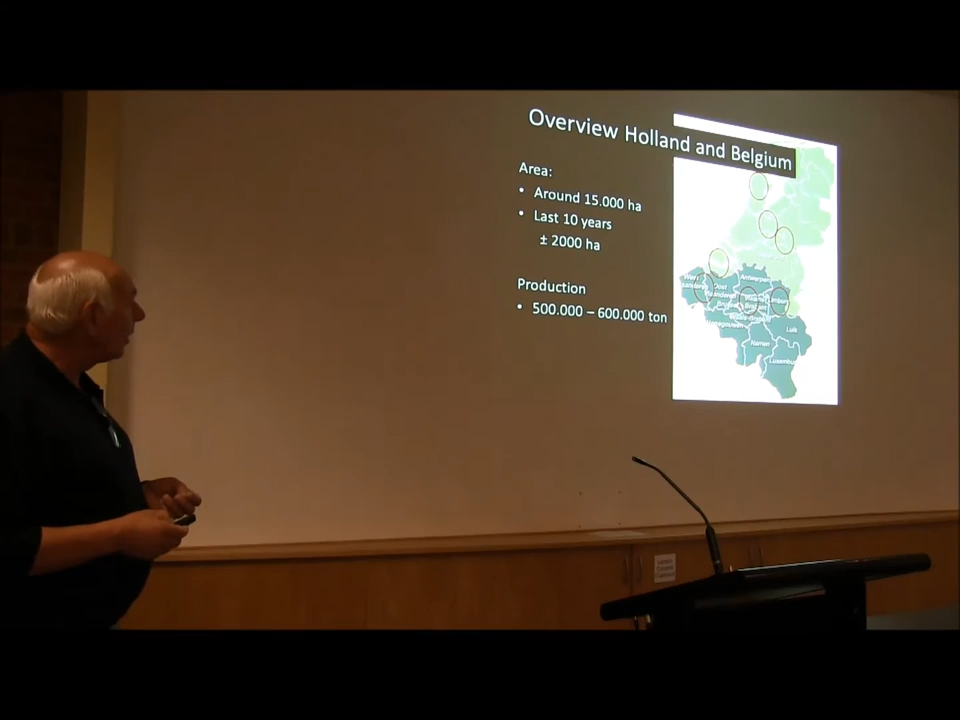 Overview Holland and Belgium
Area:
• Around 15.000 ha
• Last 10 years
± 2000 ha
Production
• 500.000 – 600.000 ton
Antwerpen
Oost
Luik
Namen